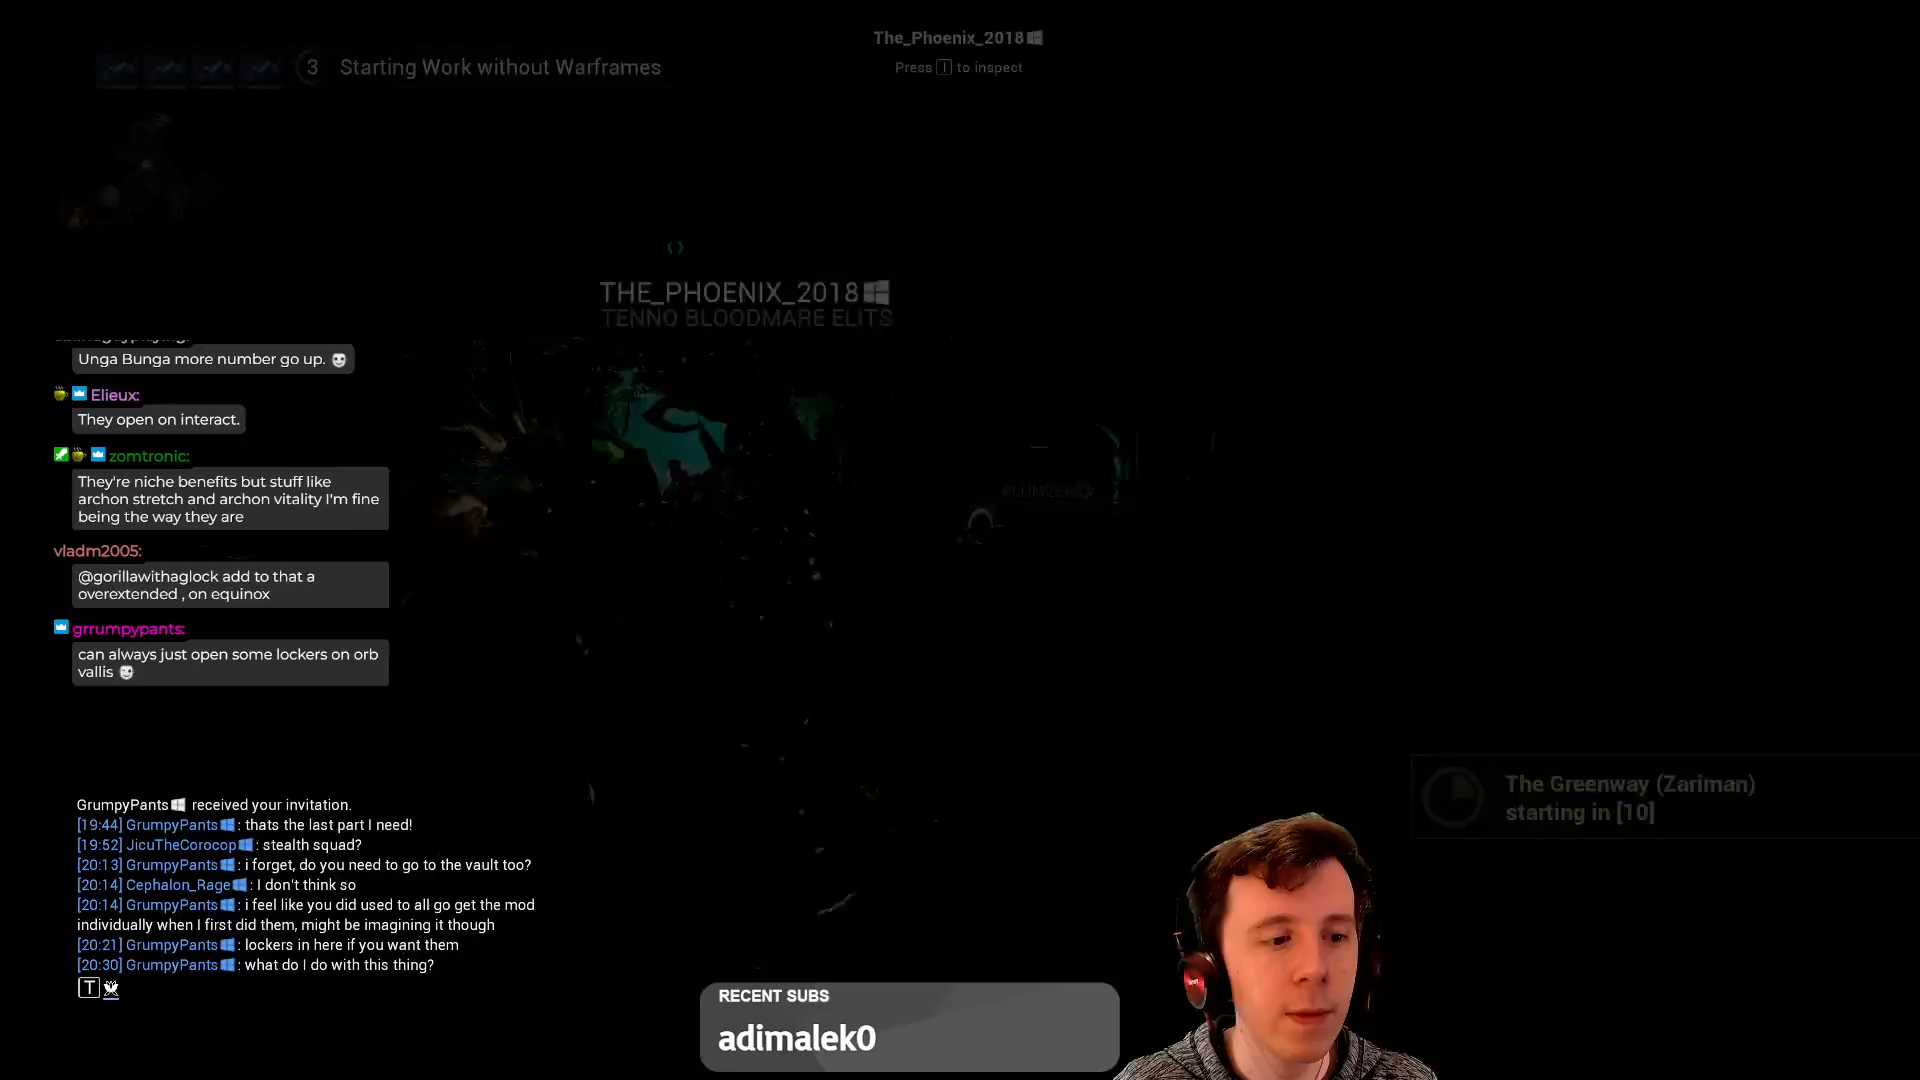 The_Phoenix_2018
Press [I] to inspect
3 Starting Work without Warframes
THE_PHOENIX_2018
TENNO BLOODMARE ELITS
Unga Bunga more number go up.
Elieux:
They open on interact.
zomtronic:
They're niche benefits but stuff like
archon stretch and archon vitality I'm fine
being the way they are
vladm2005:
@gorillawithaglock add to that a
overextended , on equinox
grrumpypants:
can always just open some lockers on orb
vallis
The Greenway (Zariman)
starting in [10]
GrumpyPants received your invitation.
[19:44] GrumpyPants : thats the last part I need!
[19:52] JicuTheCorocop : stealth squad?
[20:13] GrumpyPants : i forget, do you need to go to the vault too?
[20:14] Cephalon_Rage : I don't think so
[20:14] GrumpyPants : i feel like you did used to all go get the mod
individually when I first did them, might be imagining it though
[20:21] GrumpyPants : lockers in here if you want them
[20:30] GrumpyPants : what do I do with this thing?
T
RECENT SUBS
adimalek0